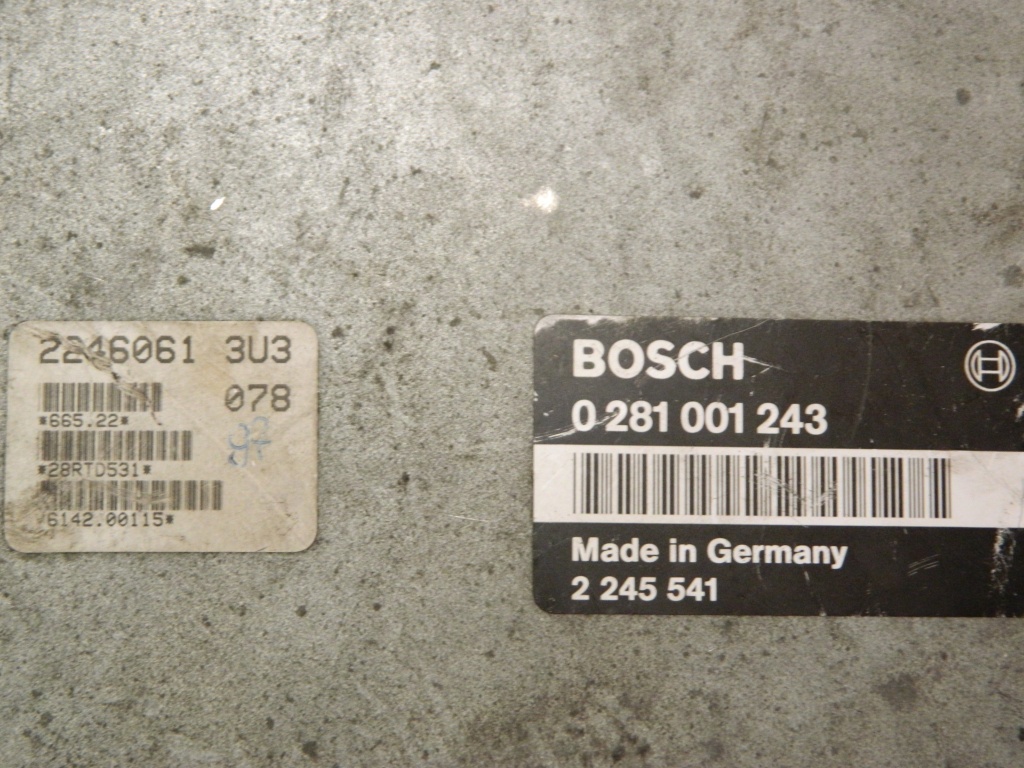 2246061 3U3
078
*665.22*
*28RTD531*
6142.00115*
BOSCH
0 281 001 243
Made in Germany
2 245 541